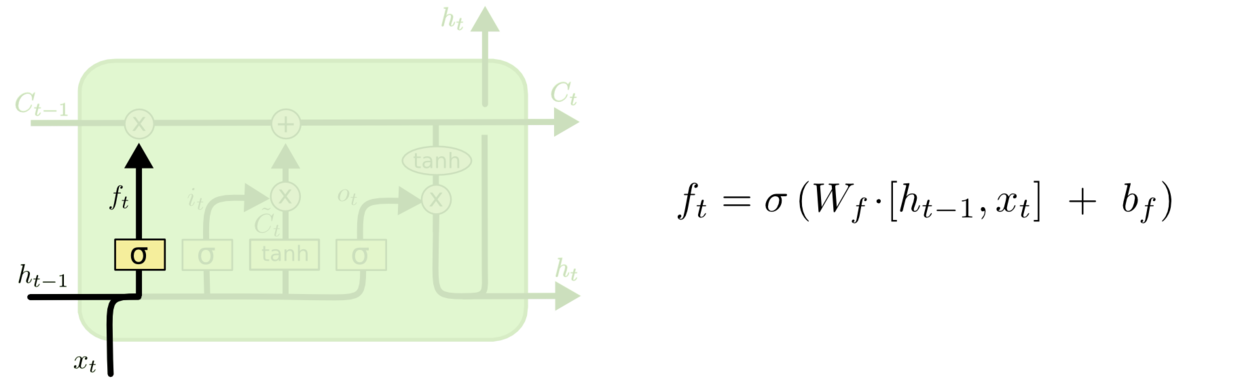 h_t
C_{t-1}
C_t
x
+
tanh
f_t
i_t
x
o_t
x
C̃_t
σ
σ
tanh
σ
h_{t-1}
h_t
x_t
f_t = σ (W_f · [h_{t-1}, x_t] + b_f)